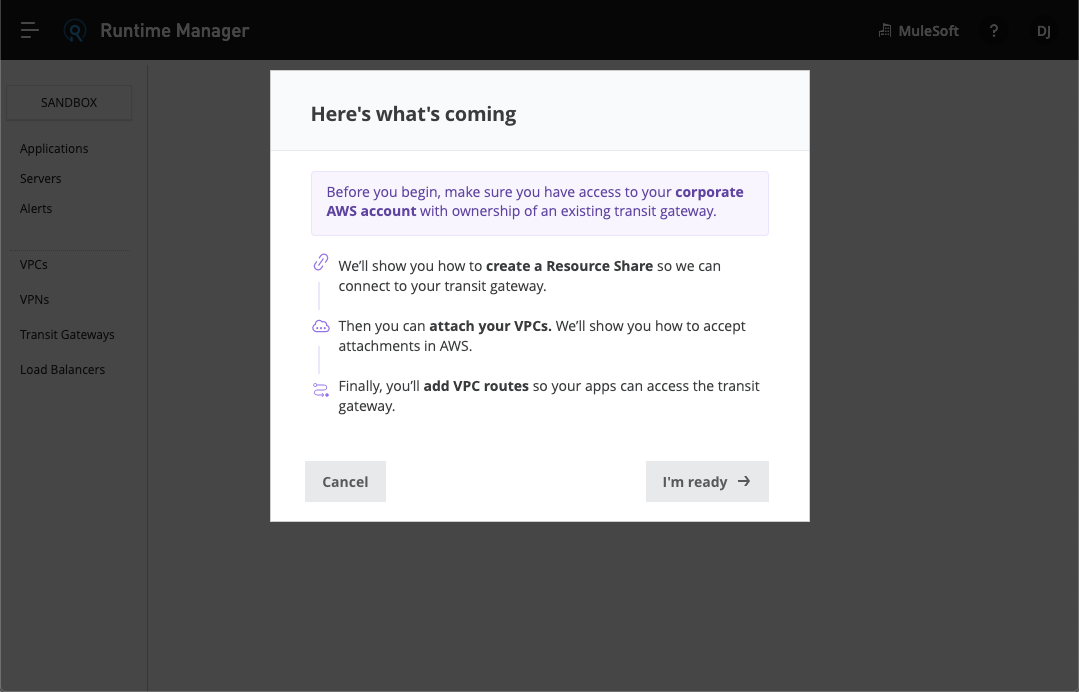 Runtime Manager
MuleSoft
?
DJ
SANDBOX
Applications
Servers
Alerts
VPCs
VPNs
Transit Gateways
Load Balancers
Here's what's coming
Before you begin, make sure you have access to your corporate
AWS account with ownership of an existing transit gateway.
We’ll show you how to create a Resource Share so we can
connect to your transit gateway.
Then you can attach your VPCs. We’ll show you how to accept
attachments in AWS.
Finally, you’ll add VPC routes so your apps can access the transit
gateway.
Cancel
I'm ready →